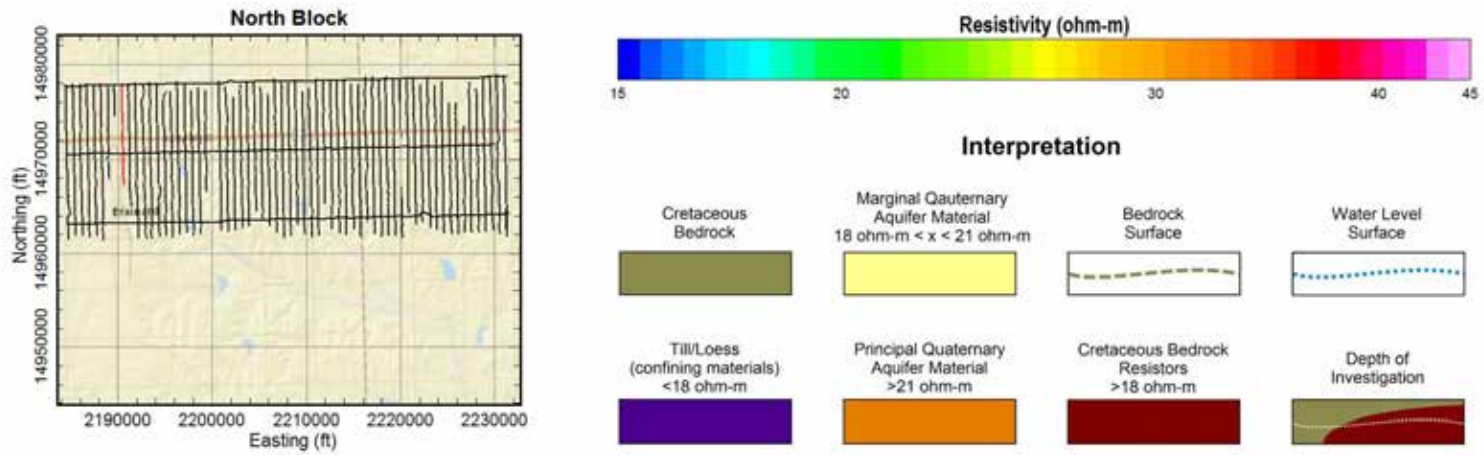 North Block
14980000
14970000
14960000
14950000
Northing (ft)
2190000 2200000 2210000 2220000 2230000
Easting (ft)
Resistivity (ohm-m)
15 20 30 40 45
Interpretation
Cretaceous
Bedrock
Marginal Qauternary
Aquifer Material
18 ohm-m < x < 21 ohm-m
Bedrock
Surface
Water Level
Surface
Till/Loess
(confining materials)
<18 ohm-m
Principal Quaternary
Aquifer Material
>21 ohm-m
Cretaceous Bedrock
Resistors
>18 ohm-m
Depth of
Investigation